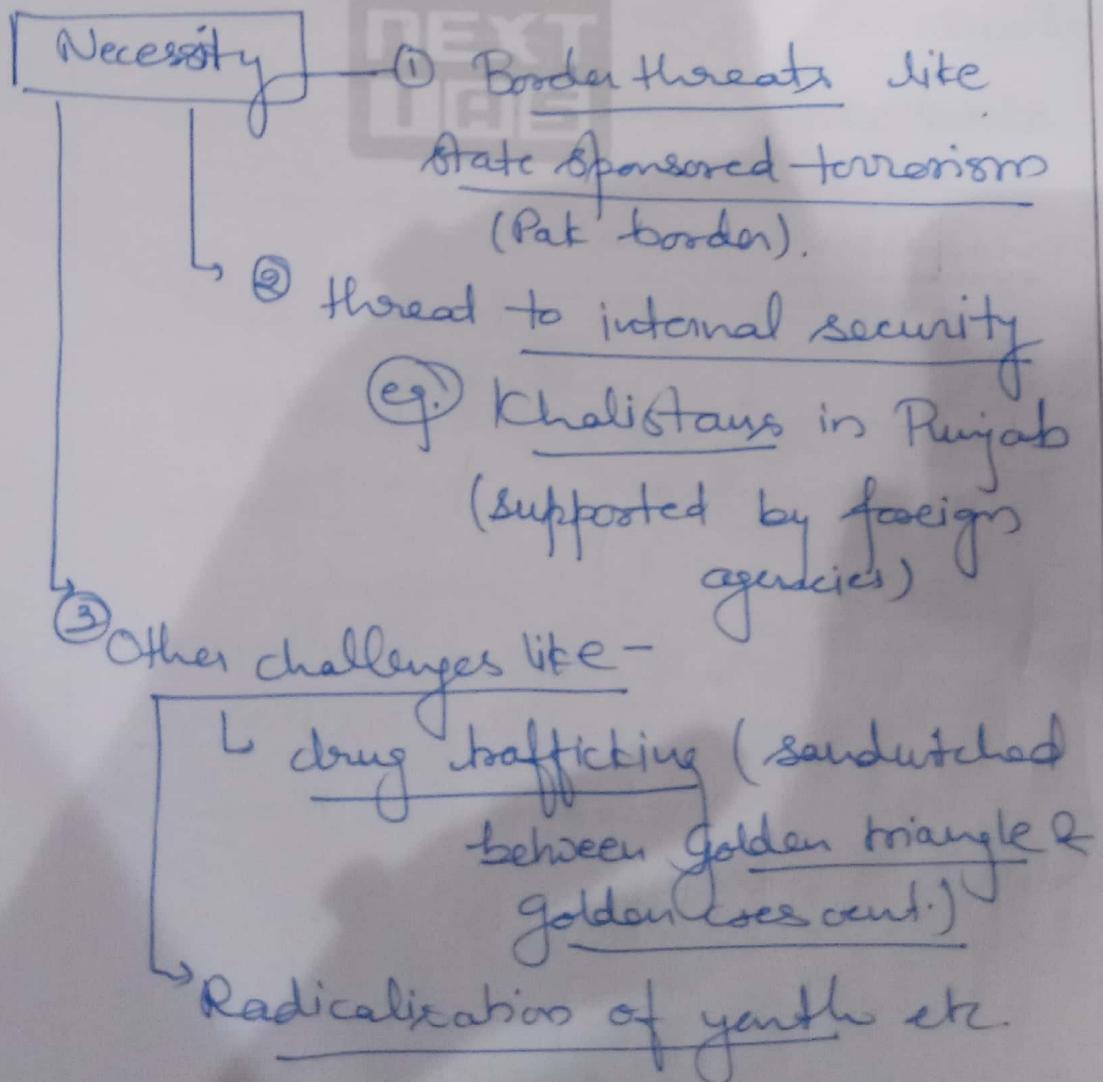 NEXT
IAS
Necessity
① Border threats like
state sponsored terrorism
(Pak border).
② thread to internal security
eg. Khalistans in Punjab
(supported by foreign
agencies)
③ Other challenges like -
drug trafficking (sandwitched
between golden triangle &
golden crescent.)
Radicalization of youth etc.